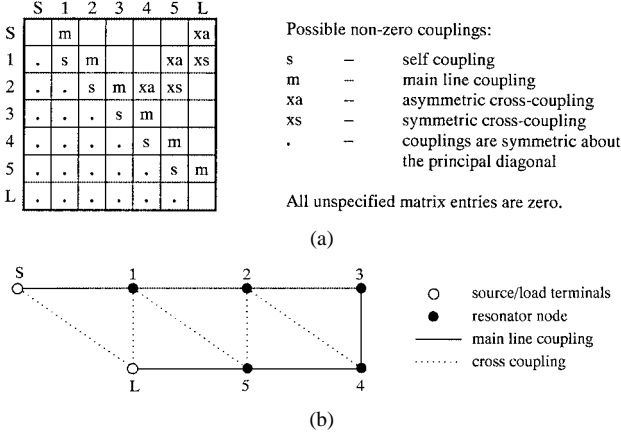 S 1 2 3 4 5 L
S m xa
1 . s m xa xs
2 . . s m xa xs
3 . . . s m
4 . . . . s m
5 . . . . . s m
L . . . . . .
Possible non-zero couplings:
s – self coupling
m – main line coupling
xa – asymmetric cross-coupling
xs – symmetric cross-coupling
. – couplings are symmetric about
the principal diagonal
All unspecified matrix entries are zero.
(a)
S 1 2 3
L 5 4
source/load terminals
resonator node
main line coupling
cross coupling
(b)